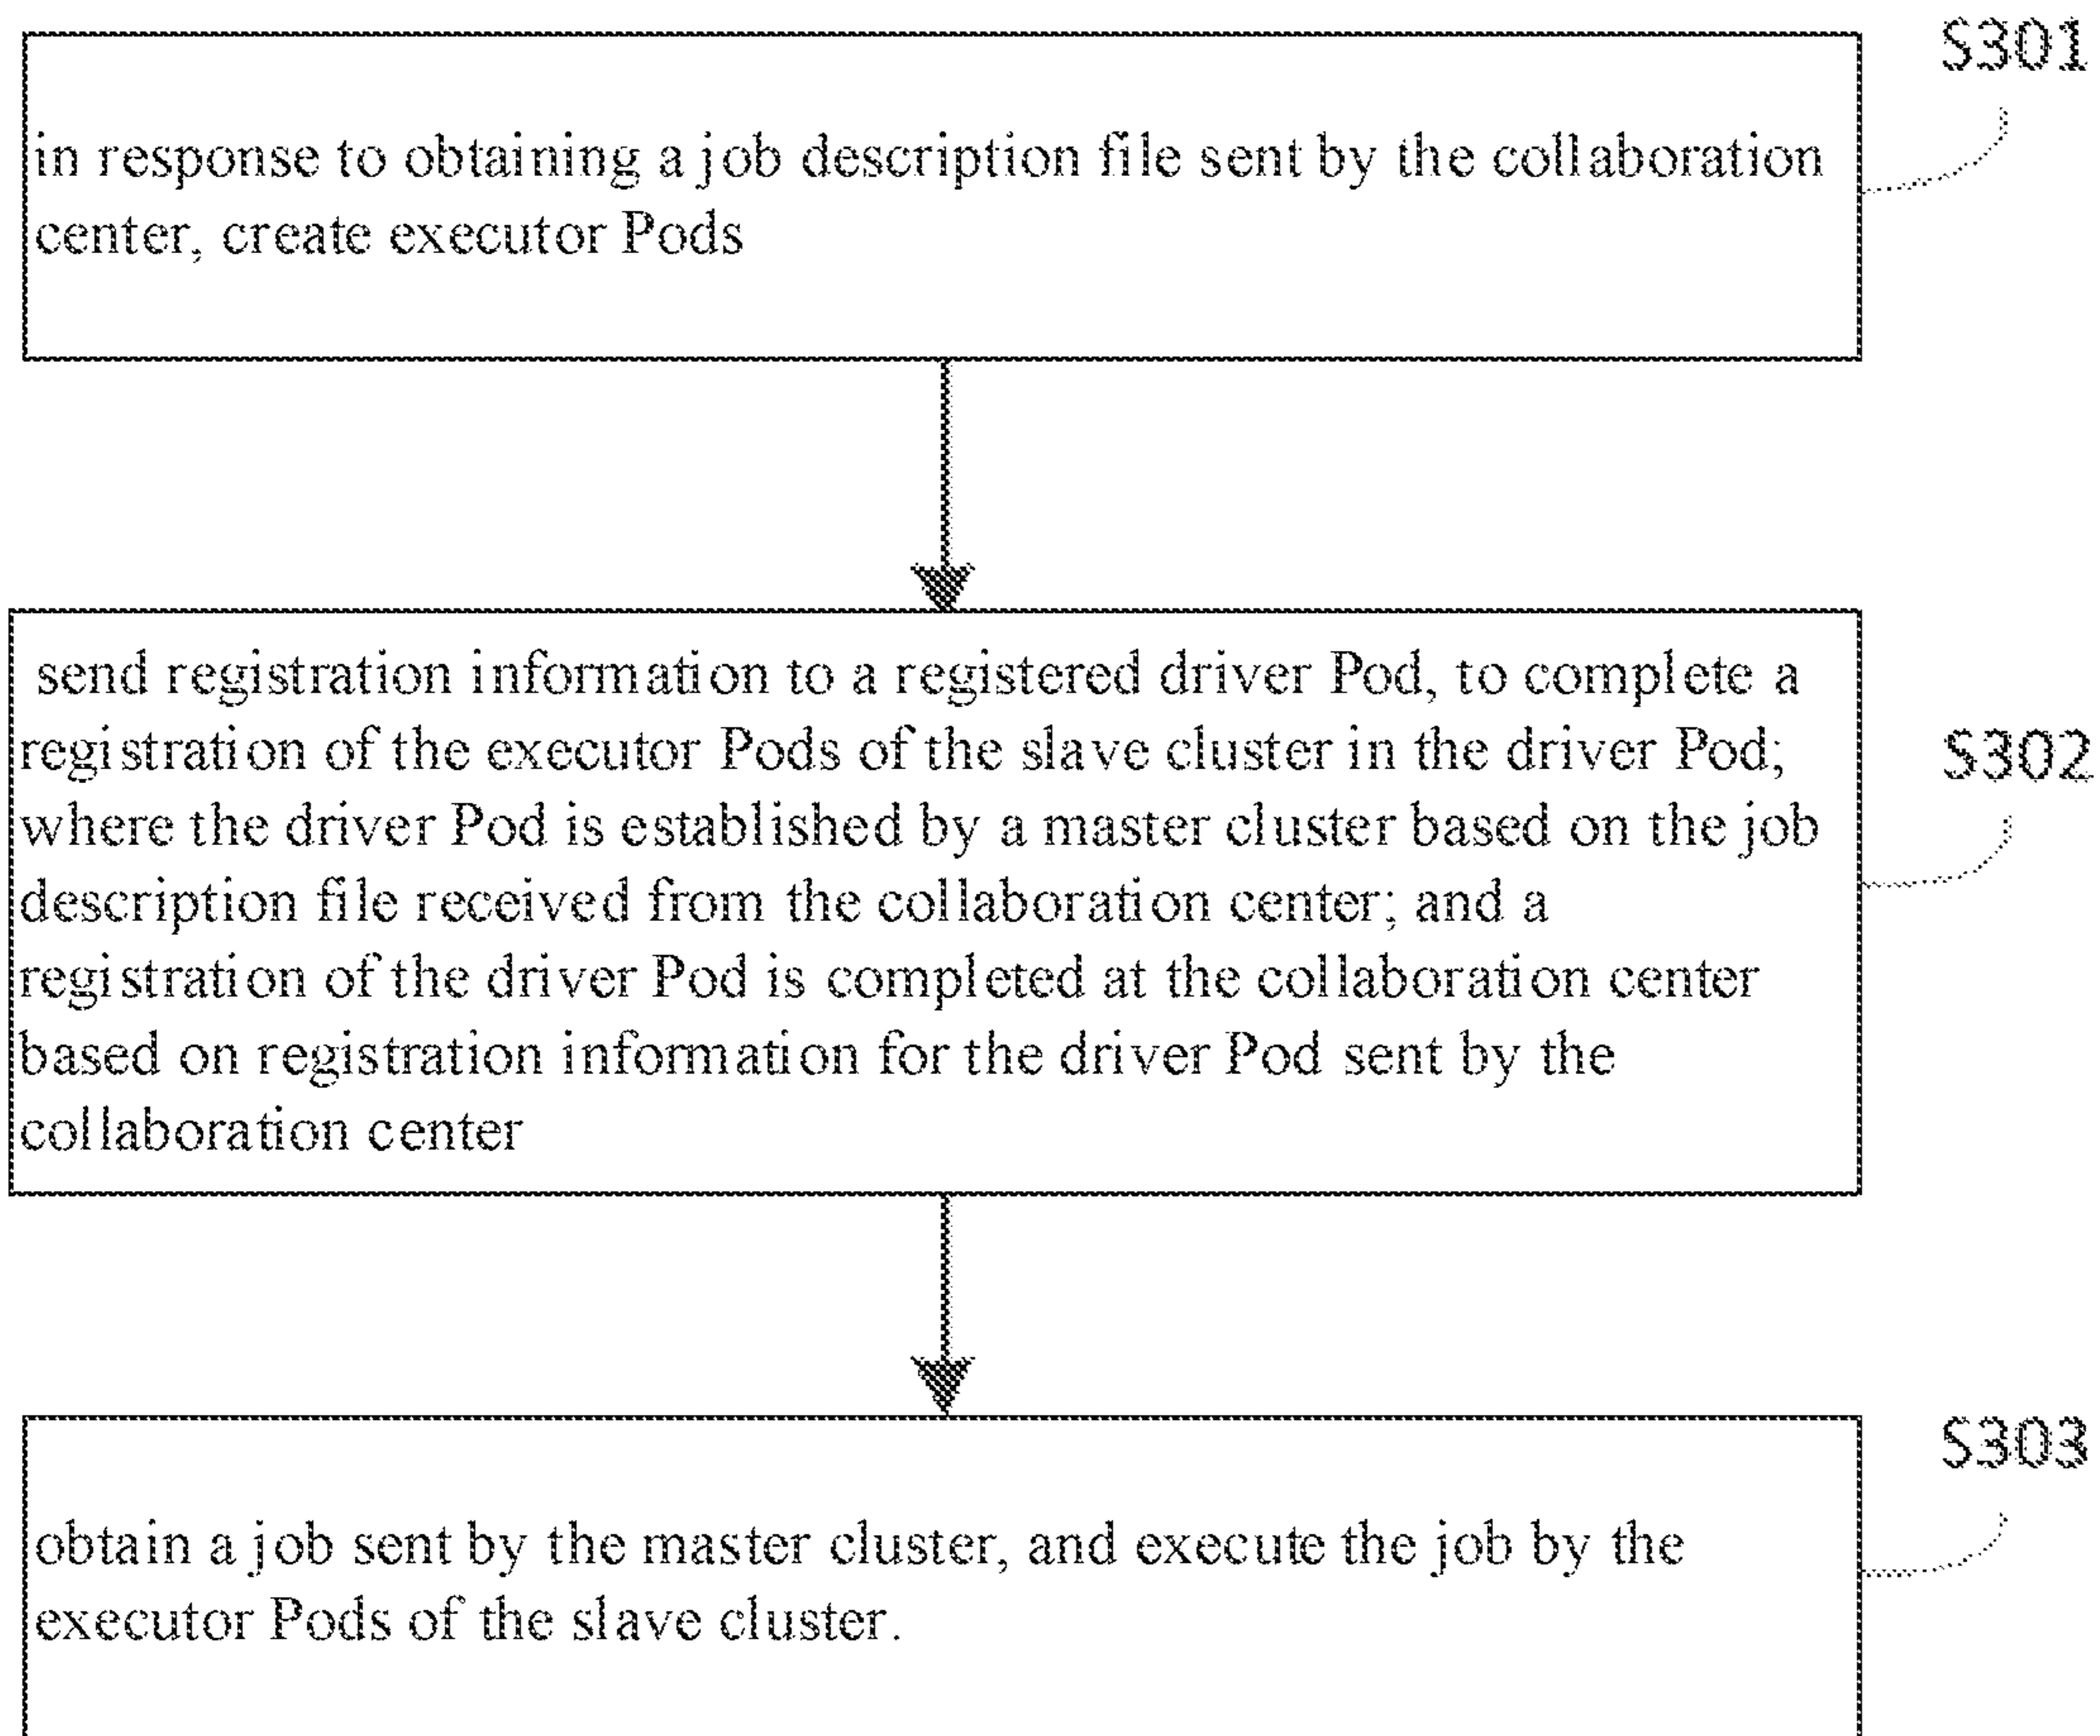 S301
in response to obtaining a job description file sent by the collaboration
center, create executor Pods
send registration information to a registered driver Pod, to complete a
registration of the executor Pods of the slave cluster in the driver Pod;
where the driver Pod is established by a master cluster based on the job
description file received from the collaboration center; and a
registration of the driver Pod is completed at the collaboration center
based on registration information for the driver Pod sent by the
collaboration center
S302
S303
obtain a job sent by the master cluster, and execute the job by the
executor Pods of the slave cluster.